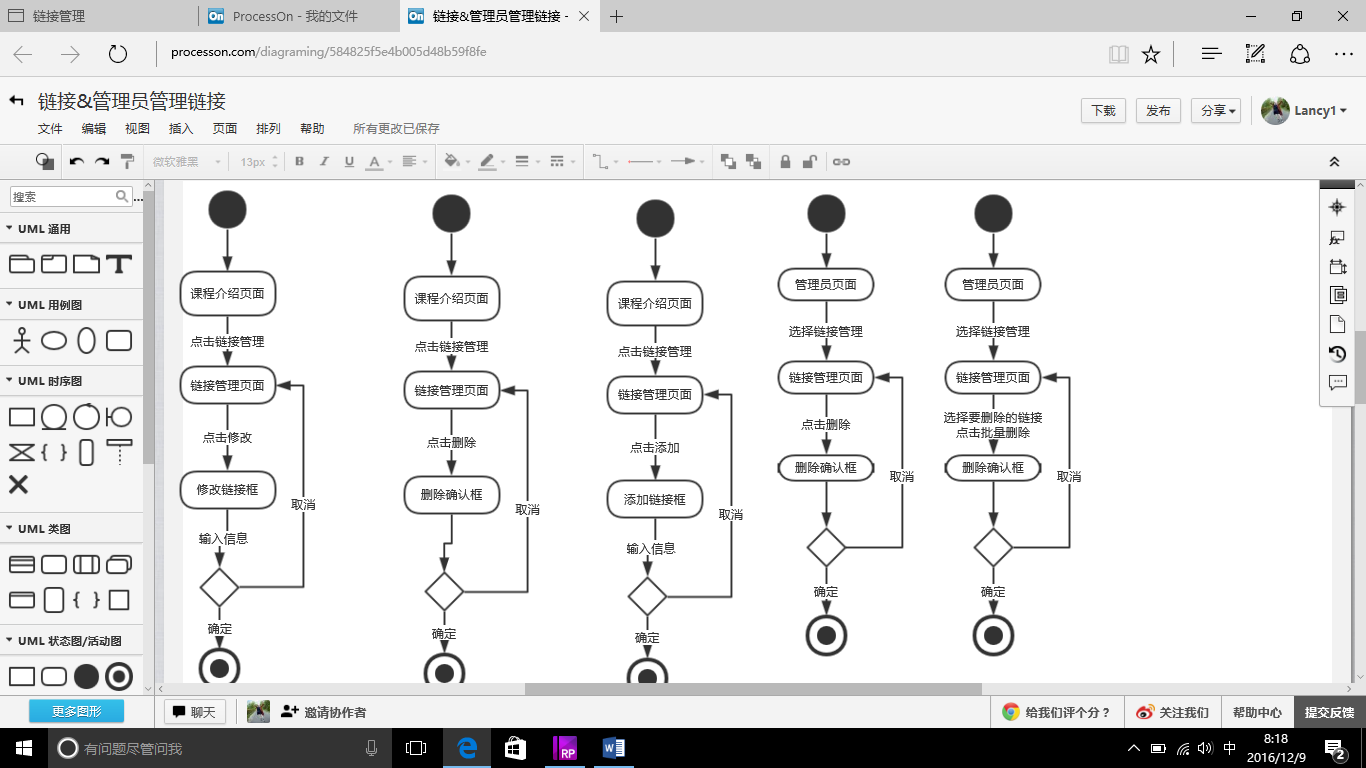 链接管理
ProcessOn - 我的文件
链接&管理员管理链接 -
processon.com/diagraming/584825f5e4b005d48b59f8fe
链接&管理员管理链接
文件 编辑 视图 插入 页面 排列 帮助 所有更改已保存
下载 发布 分享 Lancy1
微软雅黑 13px B I U A
搜索
UML 通用
UML 用例图
UML 时序图
UML 类图
UML 状态图/活动图
更多图形
课程介绍页面
点击链接管理
链接管理页面
点击修改
修改链接框
取消
输入信息
确定
课程介绍页面
点击链接管理
链接管理页面
点击删除
删除确认框
取消
确定
课程介绍页面
点击链接管理
链接管理页面
点击添加
添加链接框
取消
输入信息
确定
管理员页面
选择链接管理
链接管理页面
点击删除
删除确认框
取消
确定
管理员页面
选择链接管理
链接管理页面
选择要删除的链接
点击批量删除
删除确认框
取消
确定
聊天 邀请协作者
给我们评个分？ 关注我们 帮助中心 提交反馈
有问题尽管问我
RP
中
8:18
2016/12/9
2